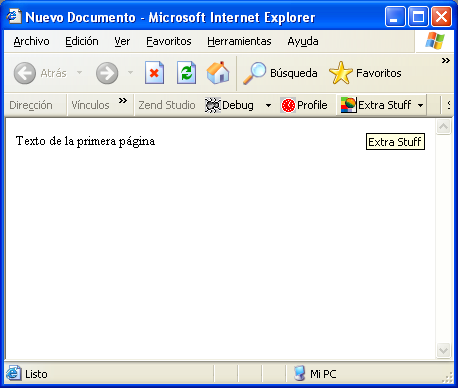 Nuevo Documento - Microsoft Internet Explorer
Archivo Edición Ver Favoritos Herramientas Ayuda
Atrás Búsqueda Favoritos »
Dirección Vínculos » Zend Studio Debug Profile Extra Stuff S
Texto de la primera página
Extra Stuff
Listo Mi PC